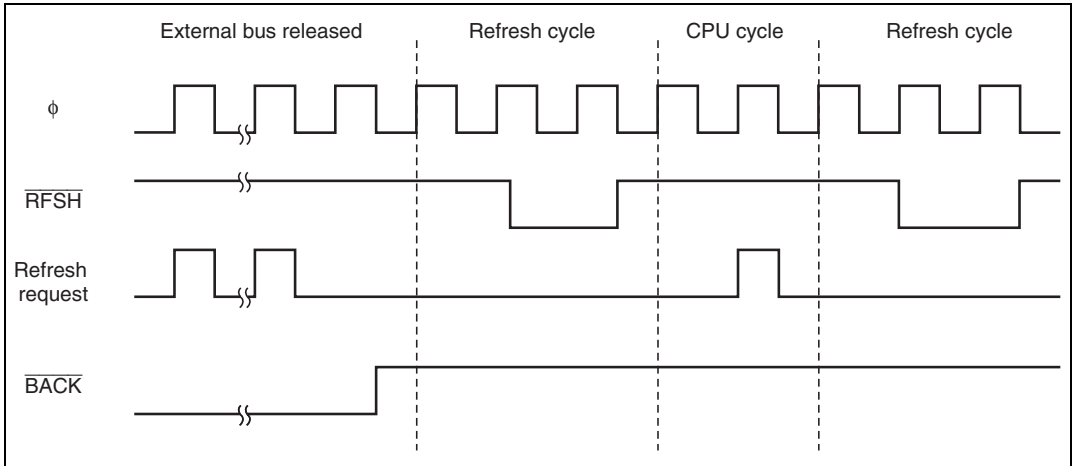 External bus released Refresh cycle CPU cycle Refresh cycle
ϕ
RFSH
Refresh
request
BACK